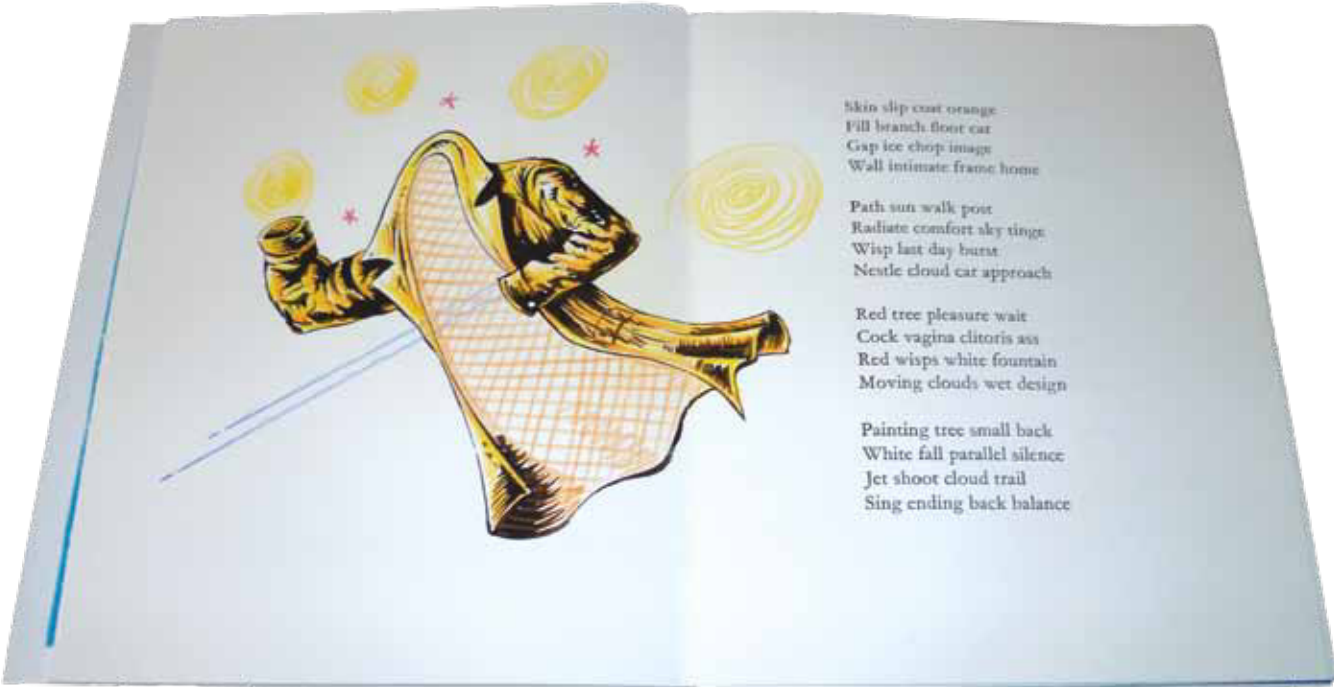 Skin slip coat orange
Fill branch floor cat
Gap ice chop image
Wall intimate frame home
Path sun walk post
Radiate comfort sky tinge
Wisp last day burst
Nestle cloud cat approach
Red tree pleasure wait
Cock vagina clitoris ass
Red wisps white fountain
Moving clouds wet design
Painting tree small back
White fall parallel silence
Jet shoot cloud trail
Sing ending back balance